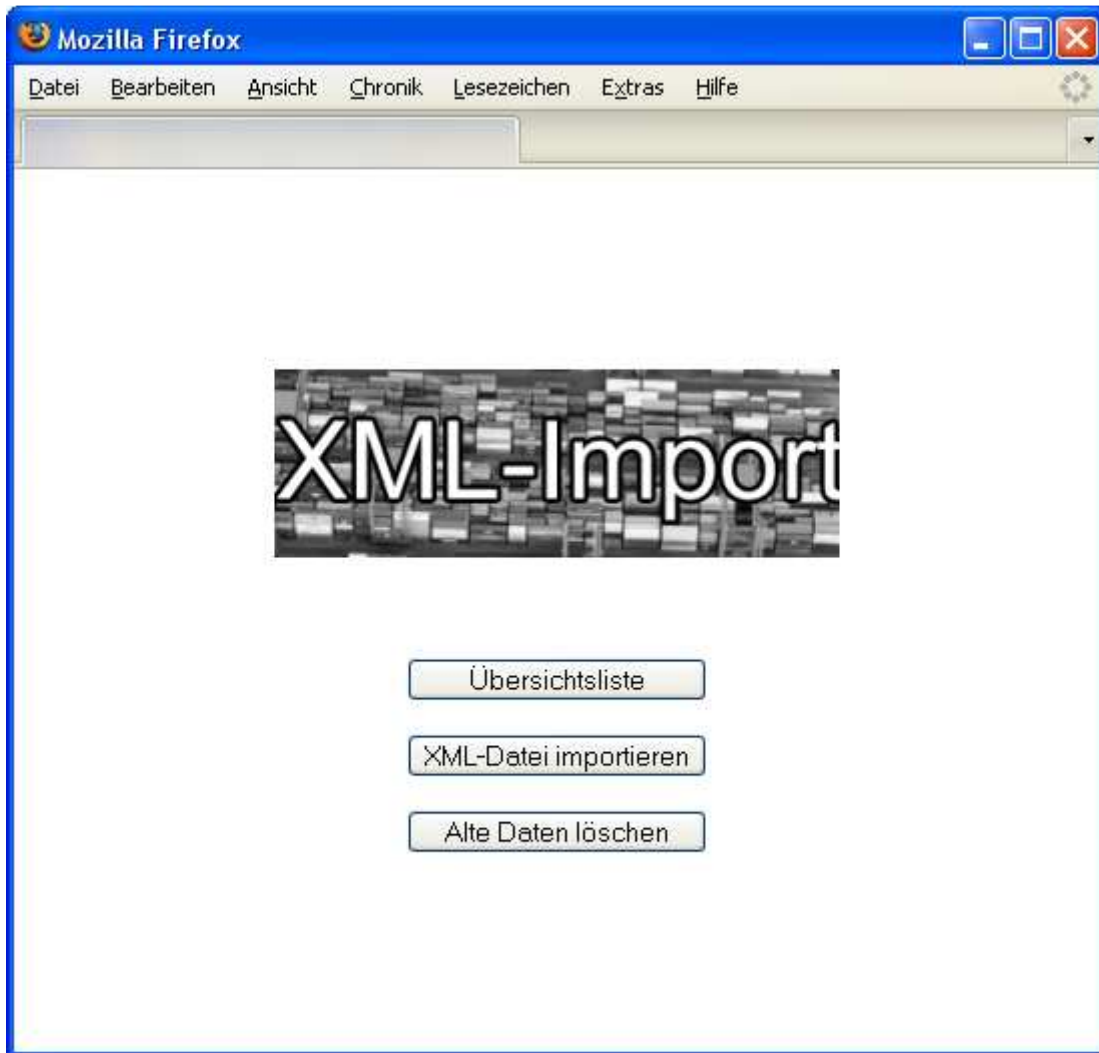 Mozilla Firefox
Datei Bearbeiten Ansicht Chronik Lesezeichen Extras Hilfe
XML-Import
Übersichtsliste
XML-Datei importieren
Alte Daten löschen